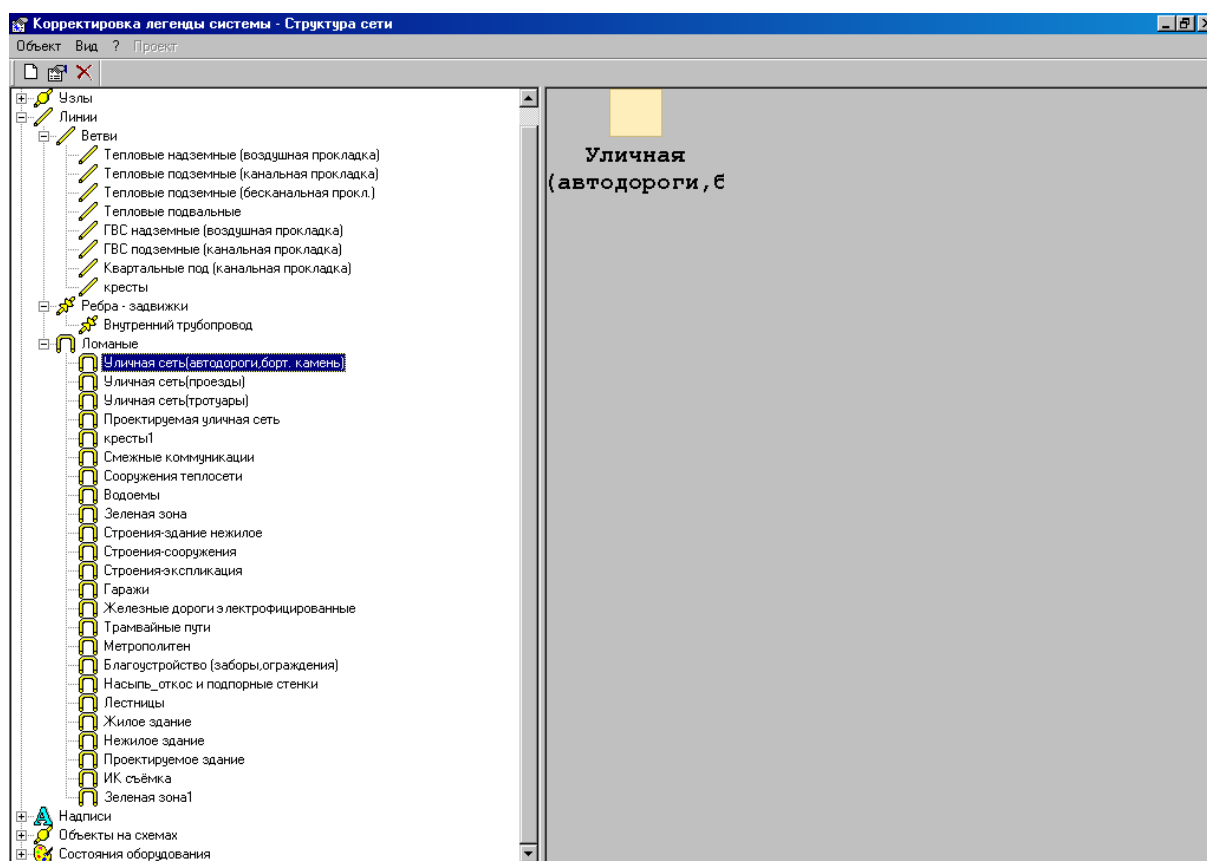 Корректировка легенды системы - Структура сети
Объект Вид ? Проект
Узлы
Линии
Ветви
Тепловые надземные (воздушная прокладка)
Тепловые подземные (канальная прокладка)
Тепловые подземные (бесканальная прокл.)
Тепловые подвальные
ГВС надземные (воздушная прокладка)
ГВС подземные (канальная прокладка)
Квартальные под (канальная прокладка)
кресты
Ребра - задвижки
Внутренний трубопровод
Ломаные
Уличная сеть(автодороги,борт. камень)
Уличная сеть(проезды)
Уличная сеть(тротуары)
Проектируемая уличная сеть
кресты1
Смежные коммуникации
Сооружения теплосети
Водоемы
Зеленая зона
Строения-здание нежилое
Строения-сооружения
Строения-экспликация
Гаражи
Железные дороги электрофицированные
Трамвайные пути
Метрополитен
Благоустройство (заборы,ограждения)
Насыпь_откос и подпорные стенки
Лестницы
Жилое здание
Нежилое здание
Проектируемое здание
ИК съёмка
Зеленая зона1
Надписи
Объекты на схемах
Состояния оборудования
Уличная
(автодороги,б